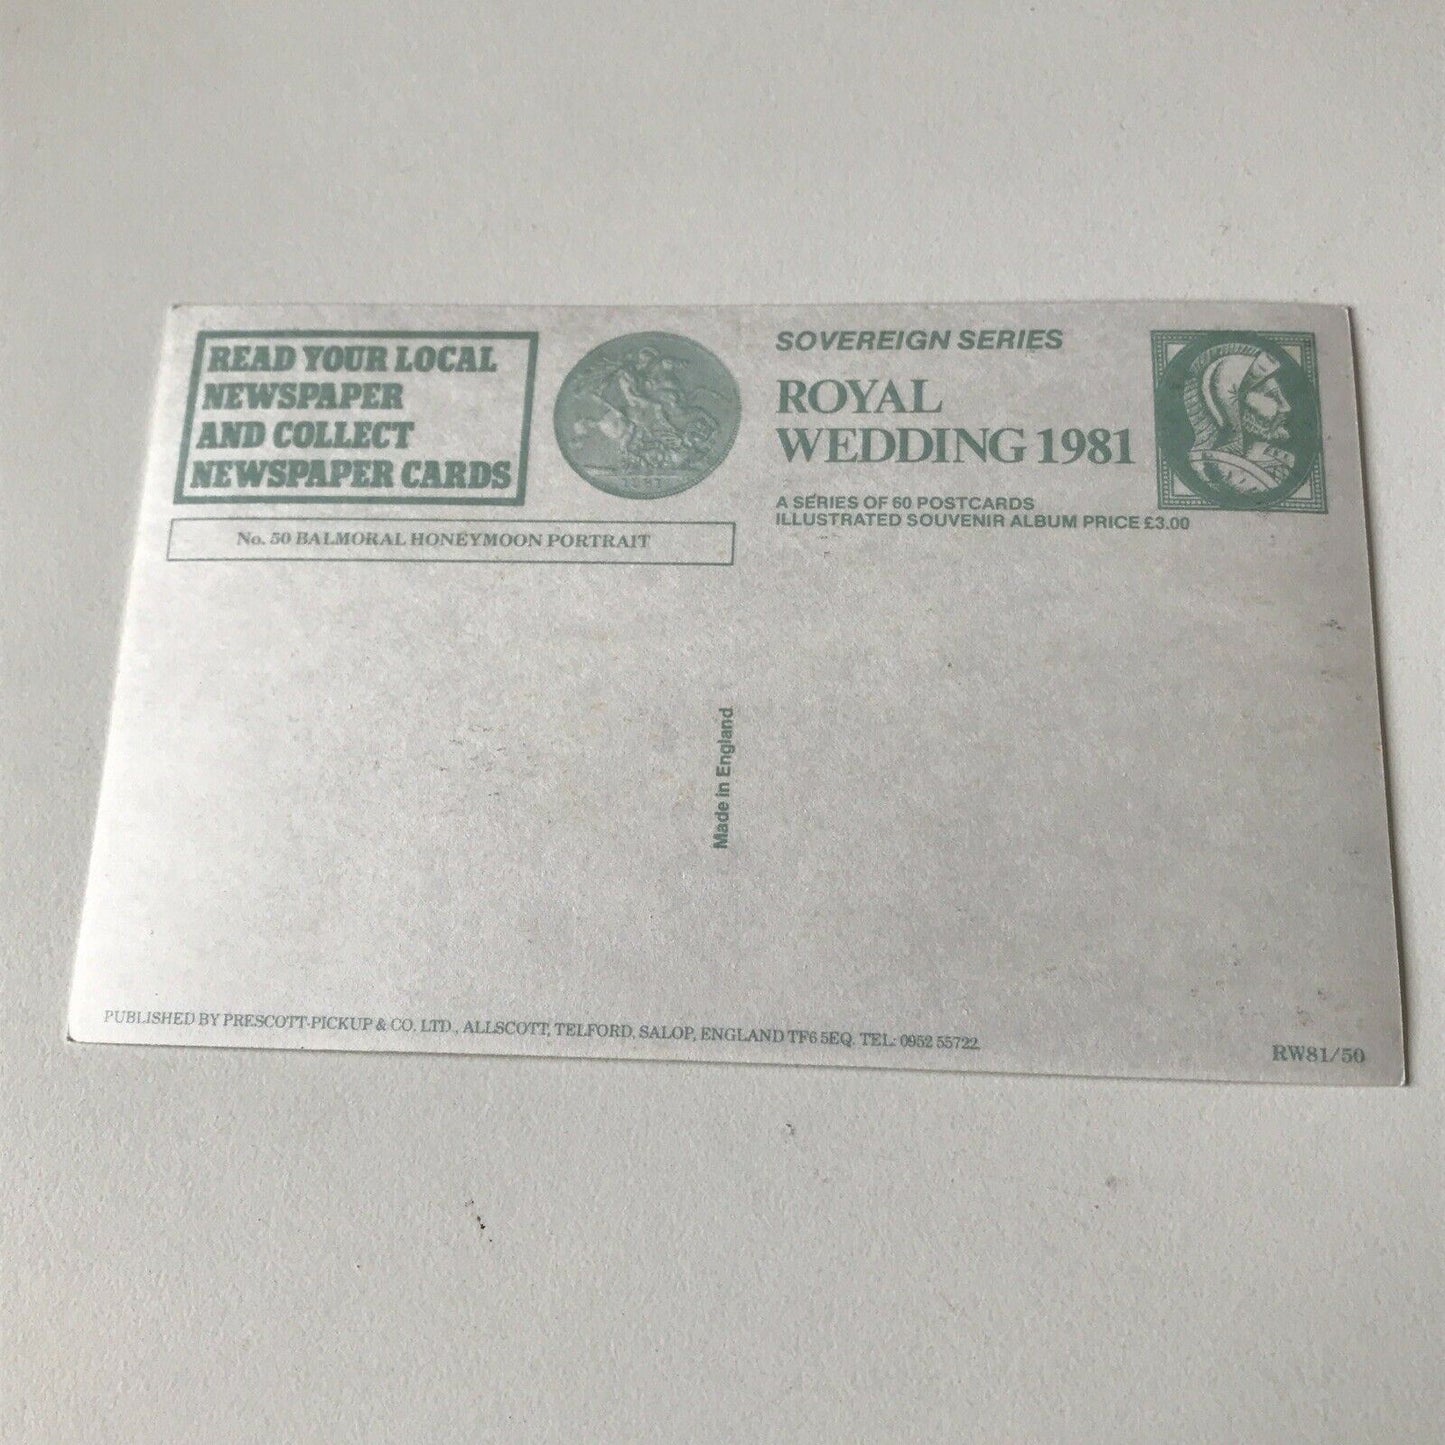 READ YOUR LOCAL
NEWSPAPER
AND COLLECT
NEWSPAPER CARDS
No. 50 BALMORAL HONEYMOON PORTRAIT
SOVEREIGN SERIES
ROYAL
WEDDING 1981
A SERIES OF 60 POSTCARDS
ILLUSTRATED SOUVENIR ALBUM PRICE £3.00
Made in England
PUBLISHED BY PRESCOTT-PICKUP & CO. LTD., ALLSCOTT, TELFORD, SALOP, ENGLAND TF6 5EQ. TEL: 0952 55722.
RW81/50